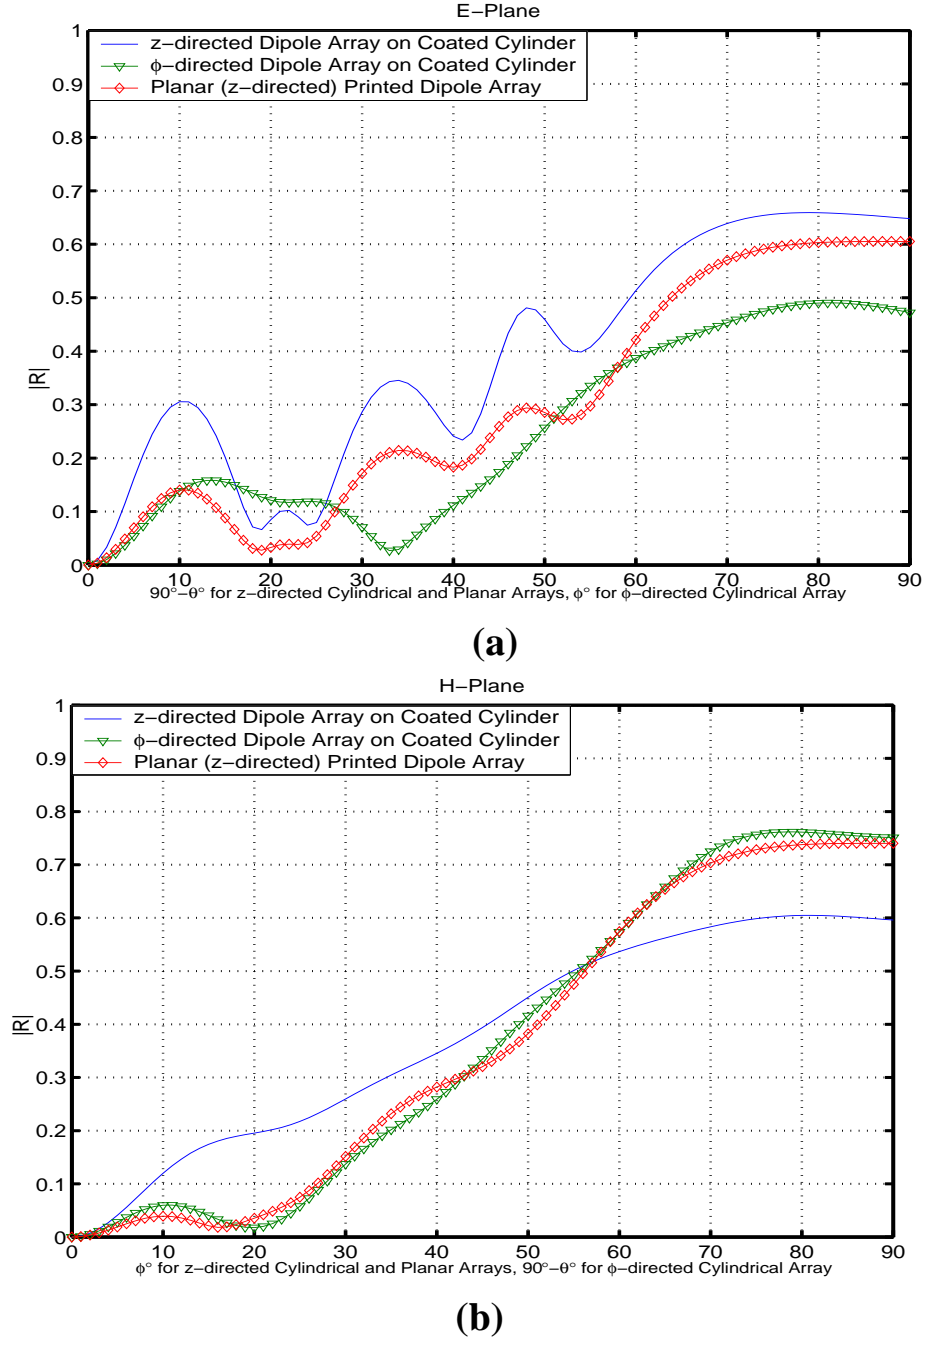 E−Plane
1
0.9
0.8
0.7
0.6
0.5
0.4
0.3
0.2
0.1
0
|R|
z−directed Dipole Array on Coated Cylinder
ϕ−directed Dipole Array on Coated Cylinder
Planar (z−directed) Printed Dipole Array
0 10 20 30 40 50 60 70 80 90
90°−θ° for z−directed Cylindrical and Planar Arrays, ϕ° for ϕ−directed Cylindrical Array
(a)
H−Plane
1
0.9
0.8
0.7
0.6
0.5
0.4
0.3
0.2
0.1
0
|R|
z−directed Dipole Array on Coated Cylinder
ϕ−directed Dipole Array on Coated Cylinder
Planar (z−directed) Printed Dipole Array
0 10 20 30 40 50 60 70 80 90
ϕ° for z−directed Cylindrical and Planar Arrays, 90°−θ° for ϕ−directed Cylindrical Array
(b)